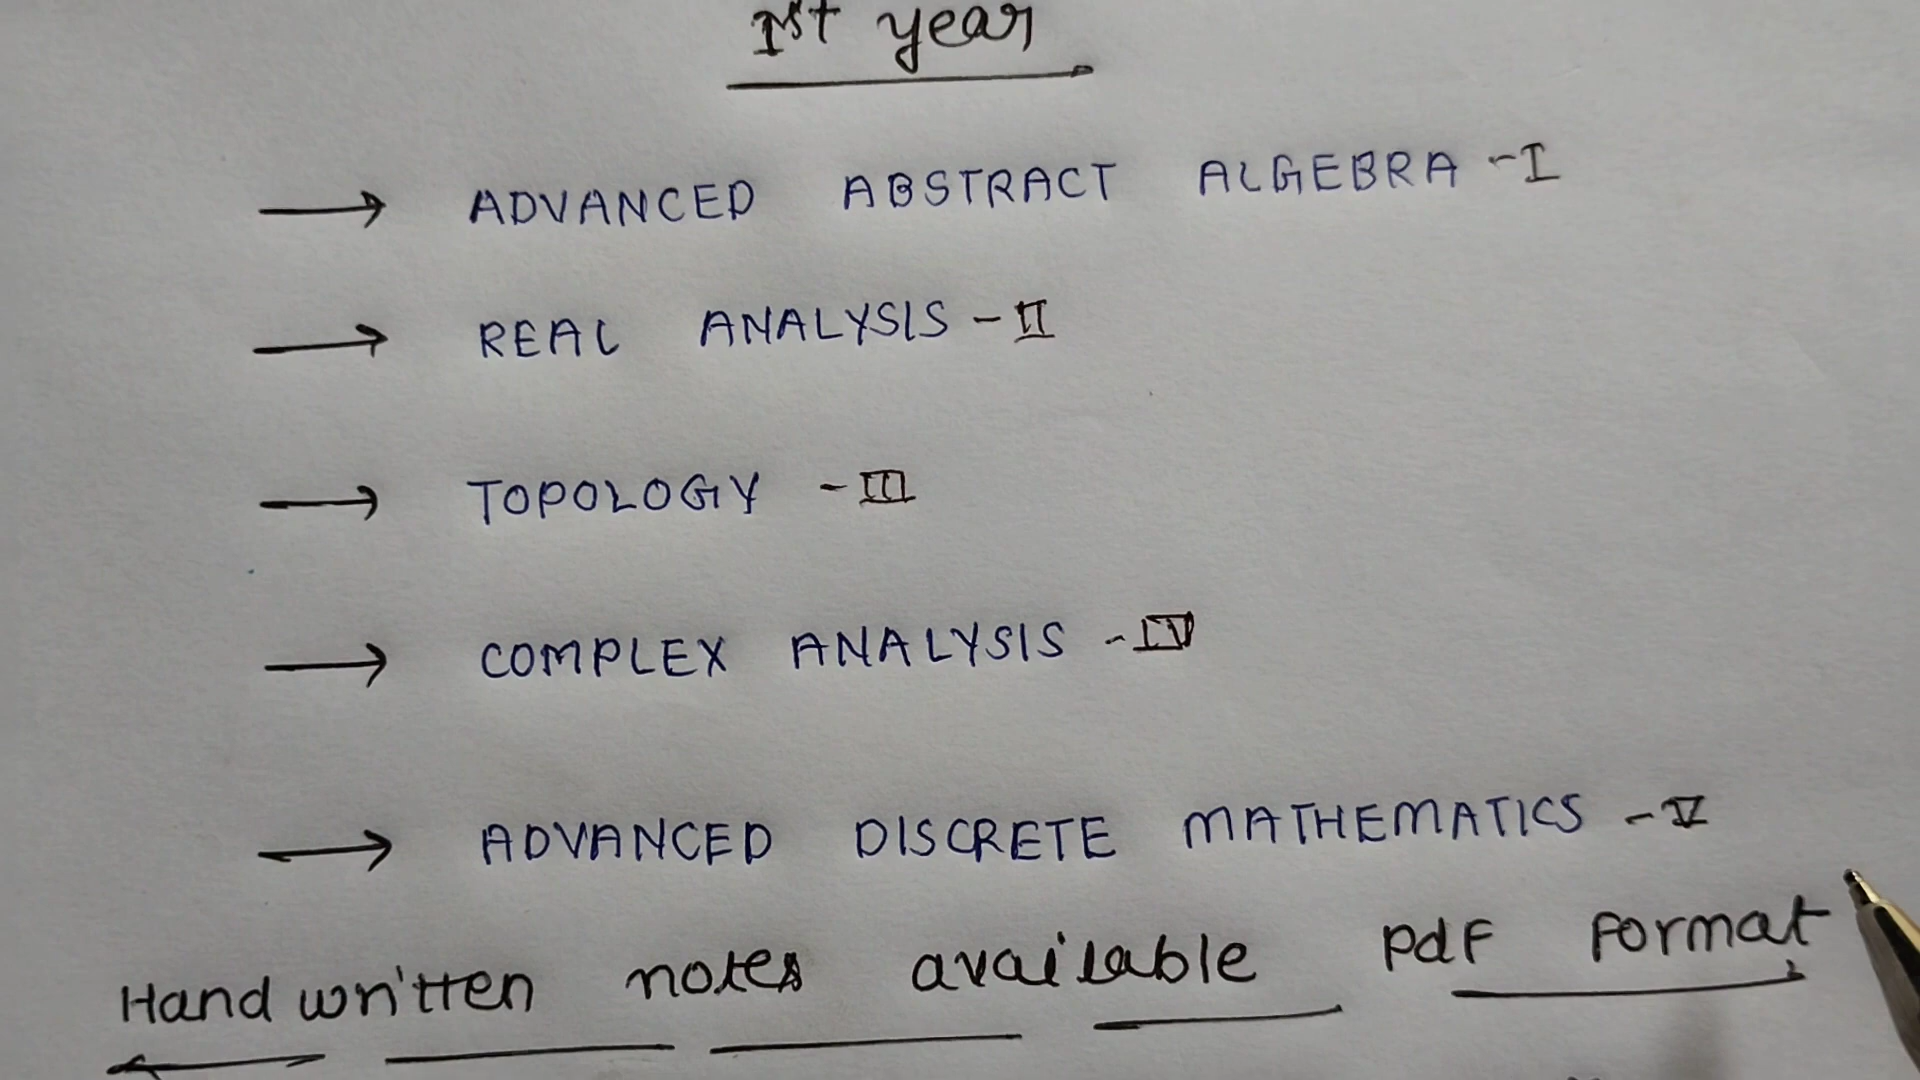 1st year
→ ADVANCED ABSTRACT ALGEBRA - I
→ REAL ANALYSIS - II
→ TOPOLOGY - III
→ COMPLEX ANALYSIS - IV
→ ADVANCED DISCRETE MATHEMATICS - V
Hand written notes available pdf format